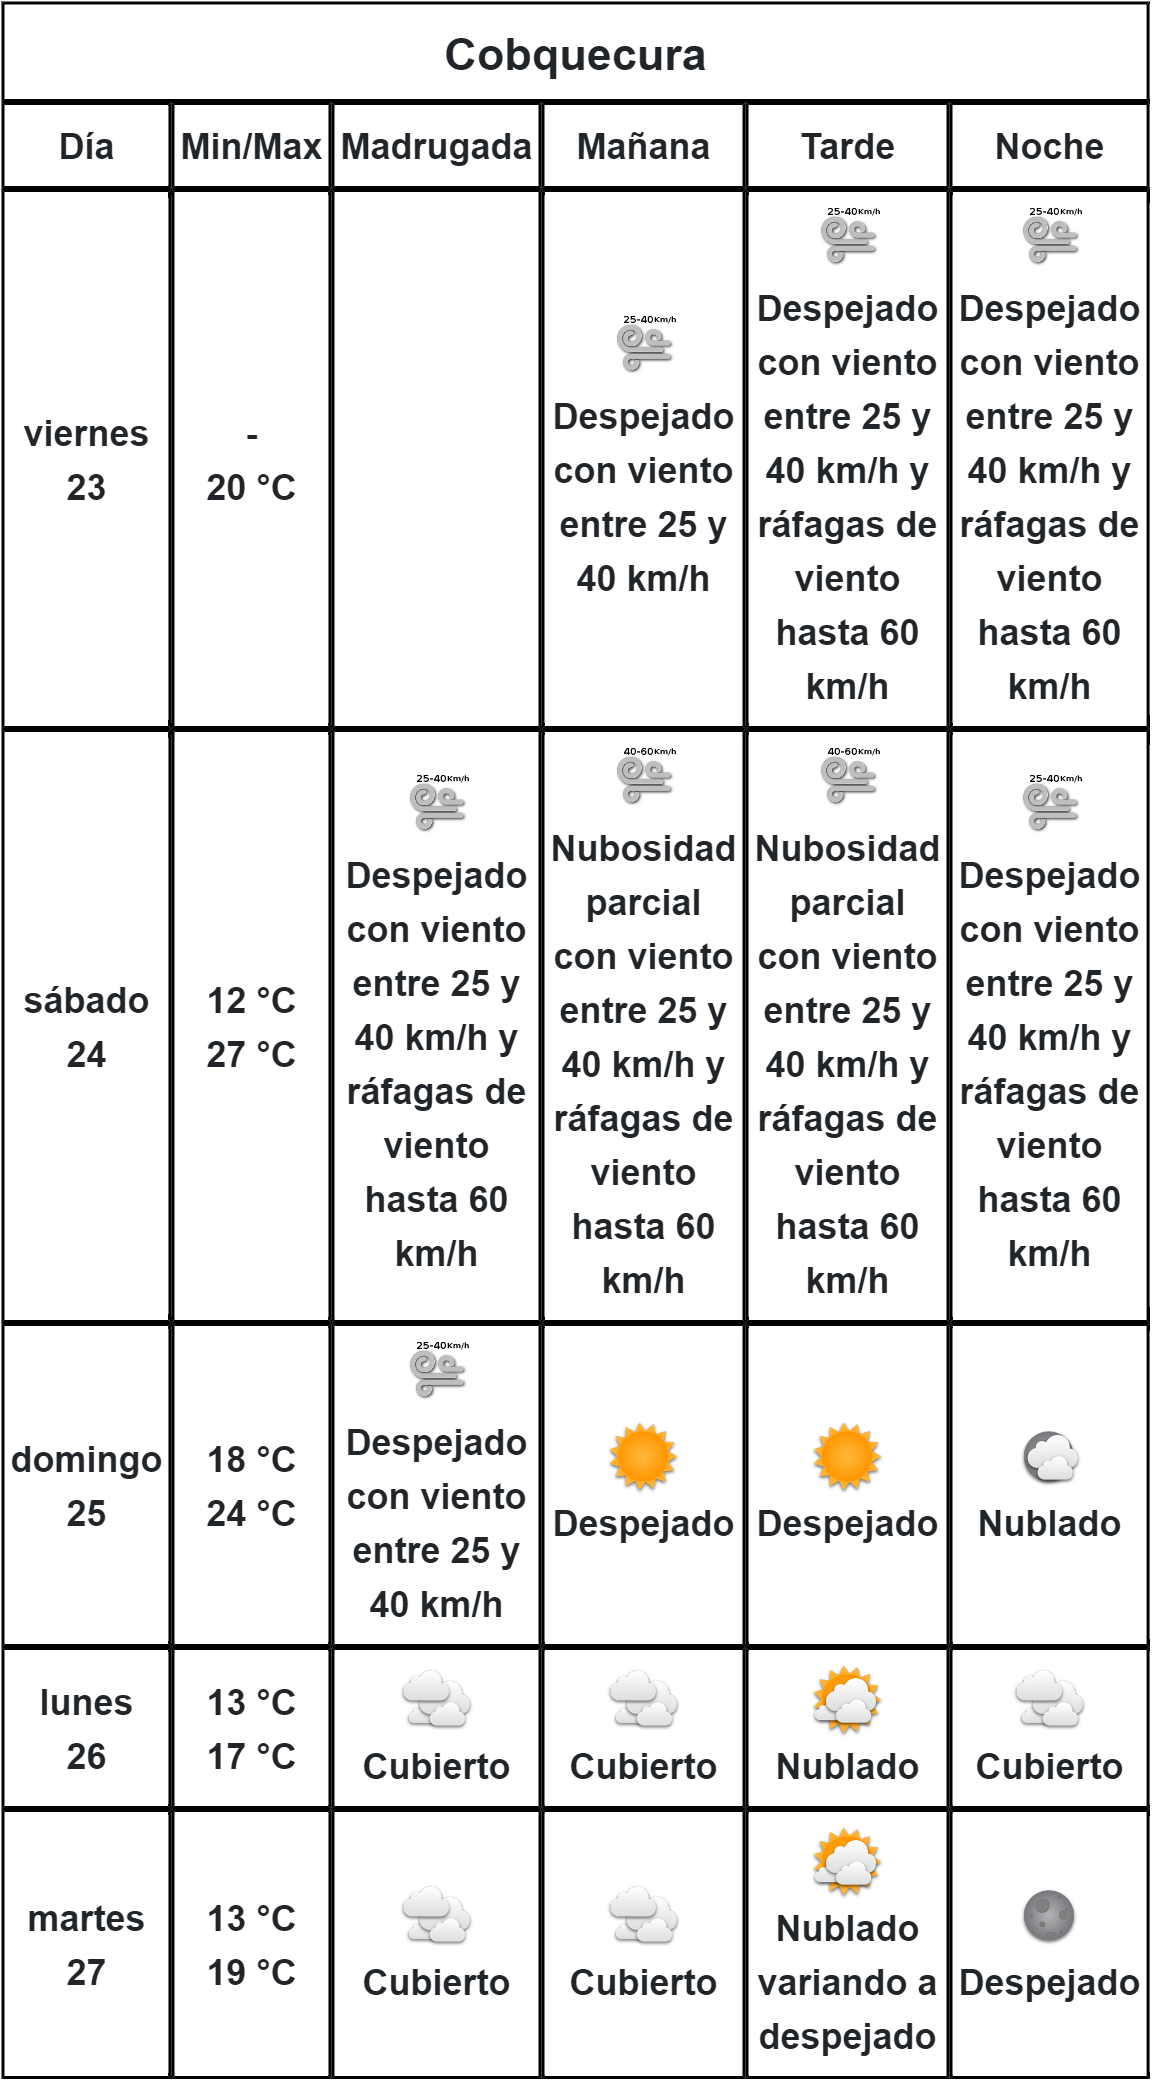 Cobquecura
Día
Min/Max
Madrugada
Mañana
Tarde
Noche
viernes
23
-
20 °C
25-40Km/h
Despejado
con viento
entre 25 y
40 km/h
25-40Km/h
Despejado
con viento
entre 25 y
40 km/h y
ráfagas de
viento
hasta 60
km/h
25-40Km/h
Despejado
con viento
entre 25 y
40 km/h y
ráfagas de
viento
hasta 60
km/h
sábado
24
12 °C
27 °C
25-40Km/h
Despejado
con viento
entre 25 y
40 km/h y
ráfagas de
viento
hasta 60
km/h
40-60Km/h
Nubosidad
parcial
con viento
entre 25 y
40 km/h y
ráfagas de
viento
hasta 60
km/h
40-60Km/h
Nubosidad
parcial
con viento
entre 25 y
40 km/h y
ráfagas de
viento
hasta 60
km/h
25-40Km/h
Despejado
con viento
entre 25 y
40 km/h y
ráfagas de
viento
hasta 60
km/h
domingo
25
18 °C
24 °C
25-40Km/h
Despejado
con viento
entre 25 y
40 km/h
Despejado
Despejado
Nublado
lunes
26
13 °C
17 °C
Cubierto
Cubierto
Nublado
Cubierto
martes
27
13 °C
19 °C
Cubierto
Cubierto
Nublado
variando a
despejado
Despejado